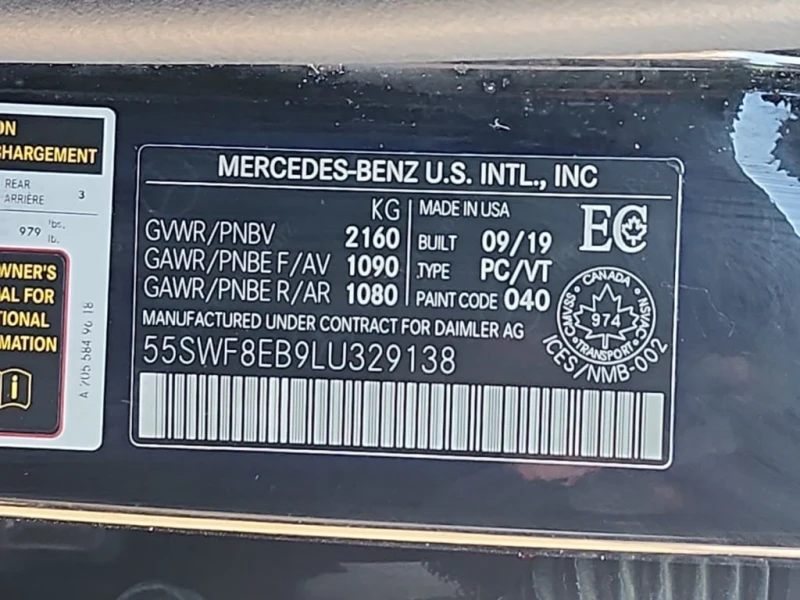 ON
HARGEMENT
REAR
ARRIÈRE
3
979 lbs.
lb.
WNER'S
AL FOR
TIONAL
MATION
A 205 584 96 18
MERCEDES-BENZ U.S. INTL., INC
KG
GVWR/PNBV 2160
GAWR/PNBE F/AV 1090
GAWR/PNBE R/AR 1080
MADE IN USA
BUILT 09/19
TYPE PC/VT
PAINT CODE 040
EC
CANADA
974
TRANSPORT
CMVSS
NSVAC
ICES/NMB-002
MANUFACTURED UNDER CONTRACT FOR DAIMLER AG
55SWF8EB9LU329138